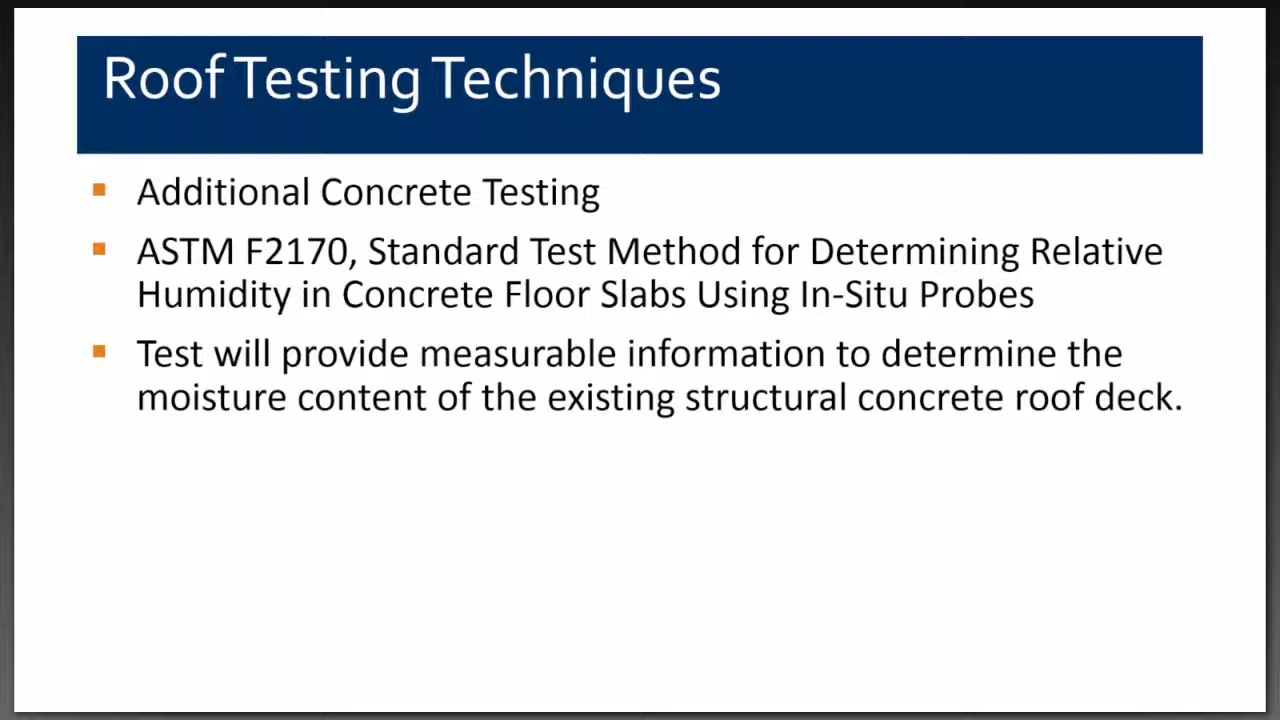 Roof Testing Techniques
Additional Concrete Testing
ASTM F2170, Standard Test Method for Determining Relative
Humidity in Concrete Floor Slabs Using In-Situ Probes
Test will provide measurable information to determine the
moisture content of the existing structural concrete roof deck.